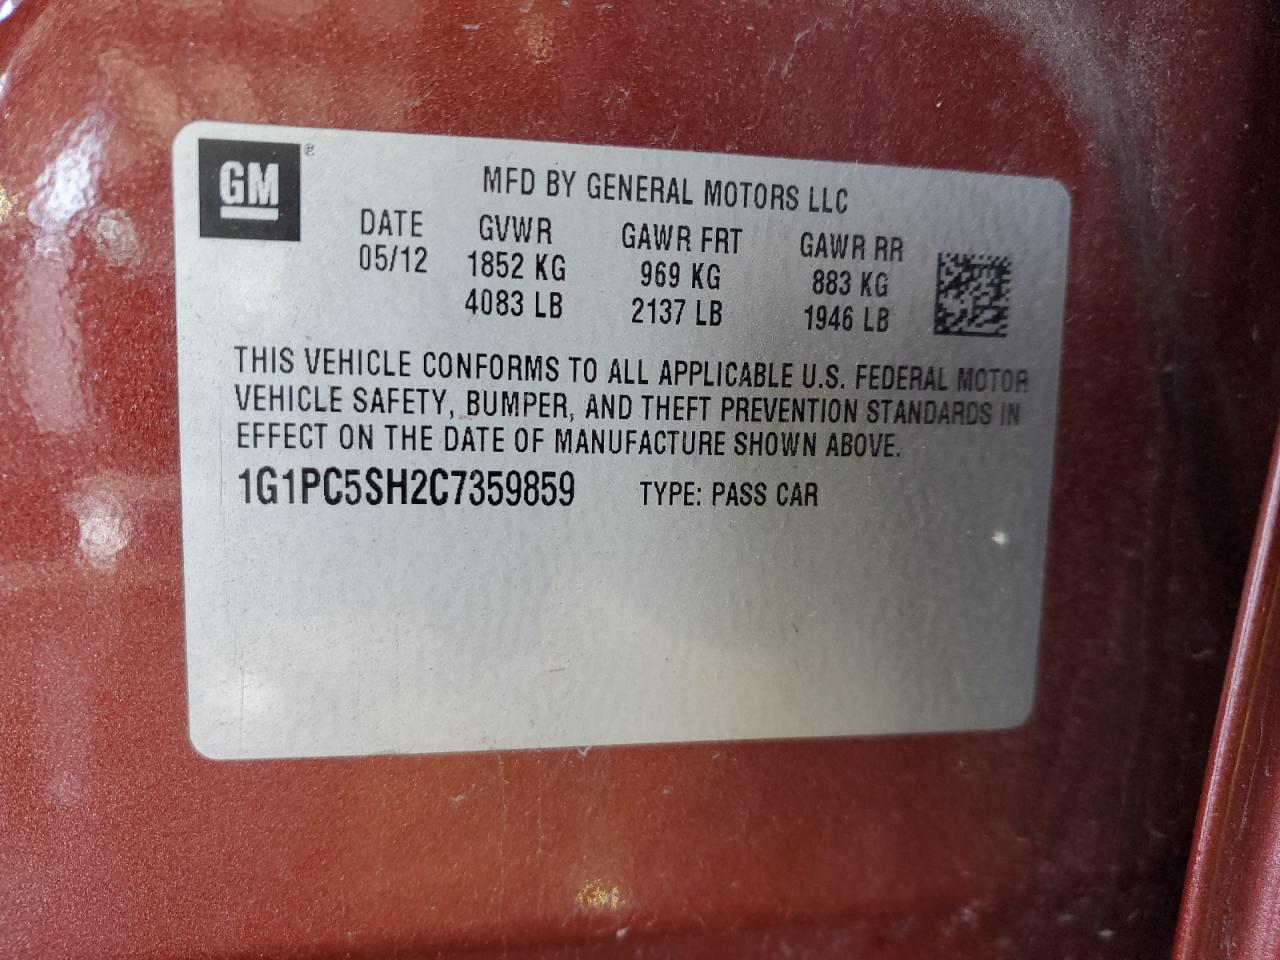 GM®
MFD BY GENERAL MOTORS LLC
DATE GVWR GAWR FRT GAWR RR
05/12 1852 KG 969 KG 883 KG
4083 LB 2137 LB 1946 LB
THIS VEHICLE CONFORMS TO ALL APPLICABLE U.S. FEDERAL MOTOR
VEHICLE SAFETY, BUMPER, AND THEFT PREVENTION STANDARDS IN
EFFECT ON THE DATE OF MANUFACTURE SHOWN ABOVE.
1G1PC5SH2C7359859 TYPE: PASS CAR